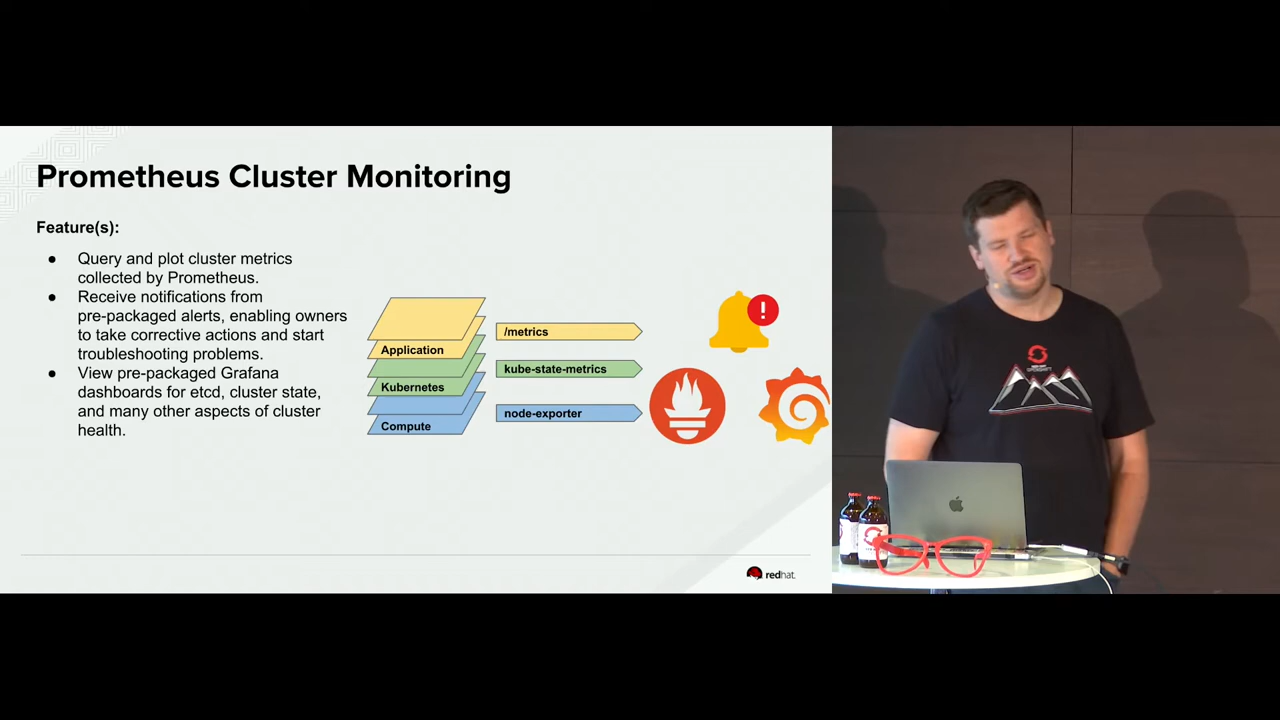 Prometheus Cluster Monitoring
Feature(s):
● Query and plot cluster metrics
collected by Prometheus.
● Receive notifications from
pre-packaged alerts, enabling owners
to take corrective actions and start
troubleshooting problems.
● View pre-packaged Grafana
dashboards for etcd, cluster state,
and many other aspects of cluster
health.
Application
Kubernetes
Compute
/metrics
kube-state-metrics
node-exporter
!
redhat.